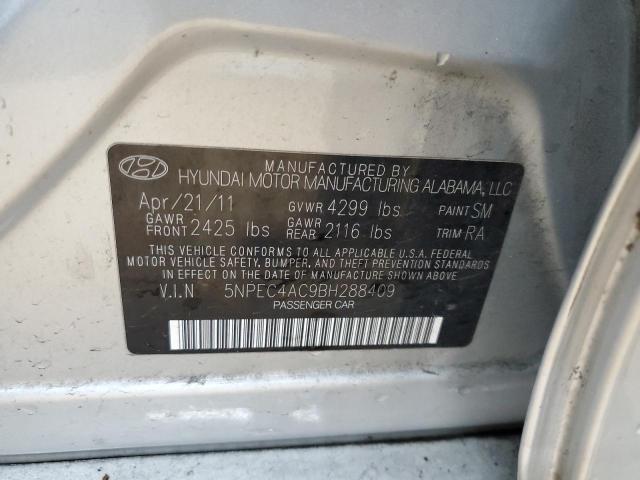 MANUFACTURED BY
HYUNDAI MOTOR MANUFACTURING ALABAMA, LLC
Apr/21/11 GVWR 4299 lbs PAINT SM
GAWR FRONT 2425 lbs GAWR REAR 2116 lbs TRIM RA
THIS VEHICLE CONFORMS TO ALL APPLICABLE U.S.A. FEDERAL
MOTOR VEHICLE SAFETY, BUMPER, AND THEFT PREVENTION STANDARDS
IN EFFECT ON THE DATE OF MANUFACTURE SHOWN ABOVE.
V.I.N 5NPEC4AC9BH288409
PASSENGER CAR